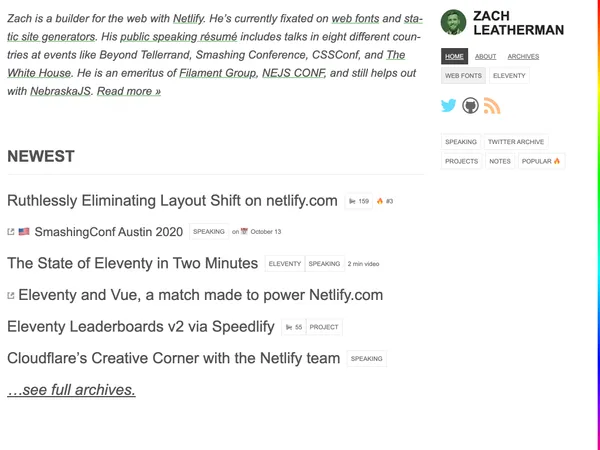 Zach is a builder for the web with Netlify. He’s currently fixated on web fonts and sta-
tic site generators. His public speaking résumé includes talks in eight different coun-
tries at events like Beyond Tellerrand, Smashing Conference, CSSConf, and The
White House. He is an emeritus of Filament Group, NEJS CONF, and still helps out
with NebraskaJS. Read more »
NEWEST
Ruthlessly Eliminating Layout Shift on netlify.com 159 🔥 #3
🇺🇸 SmashingConf Austin 2020 SPEAKING on 📅 October 13
The State of Eleventy in Two Minutes ELEVENTY SPEAKING 2 min video
Eleventy and Vue, a match made to power Netlify.com
Eleventy Leaderboards v2 via Speedlify 55 PROJECT
Cloudflare’s Creative Corner with the Netlify team SPEAKING
…see full archives.
ZACH
LEATHERMAN
HOME ABOUT ARCHIVES
WEB FONTS ELEVENTY
SPEAKING TWITTER ARCHIVE
PROJECTS NOTES POPULAR 🔥